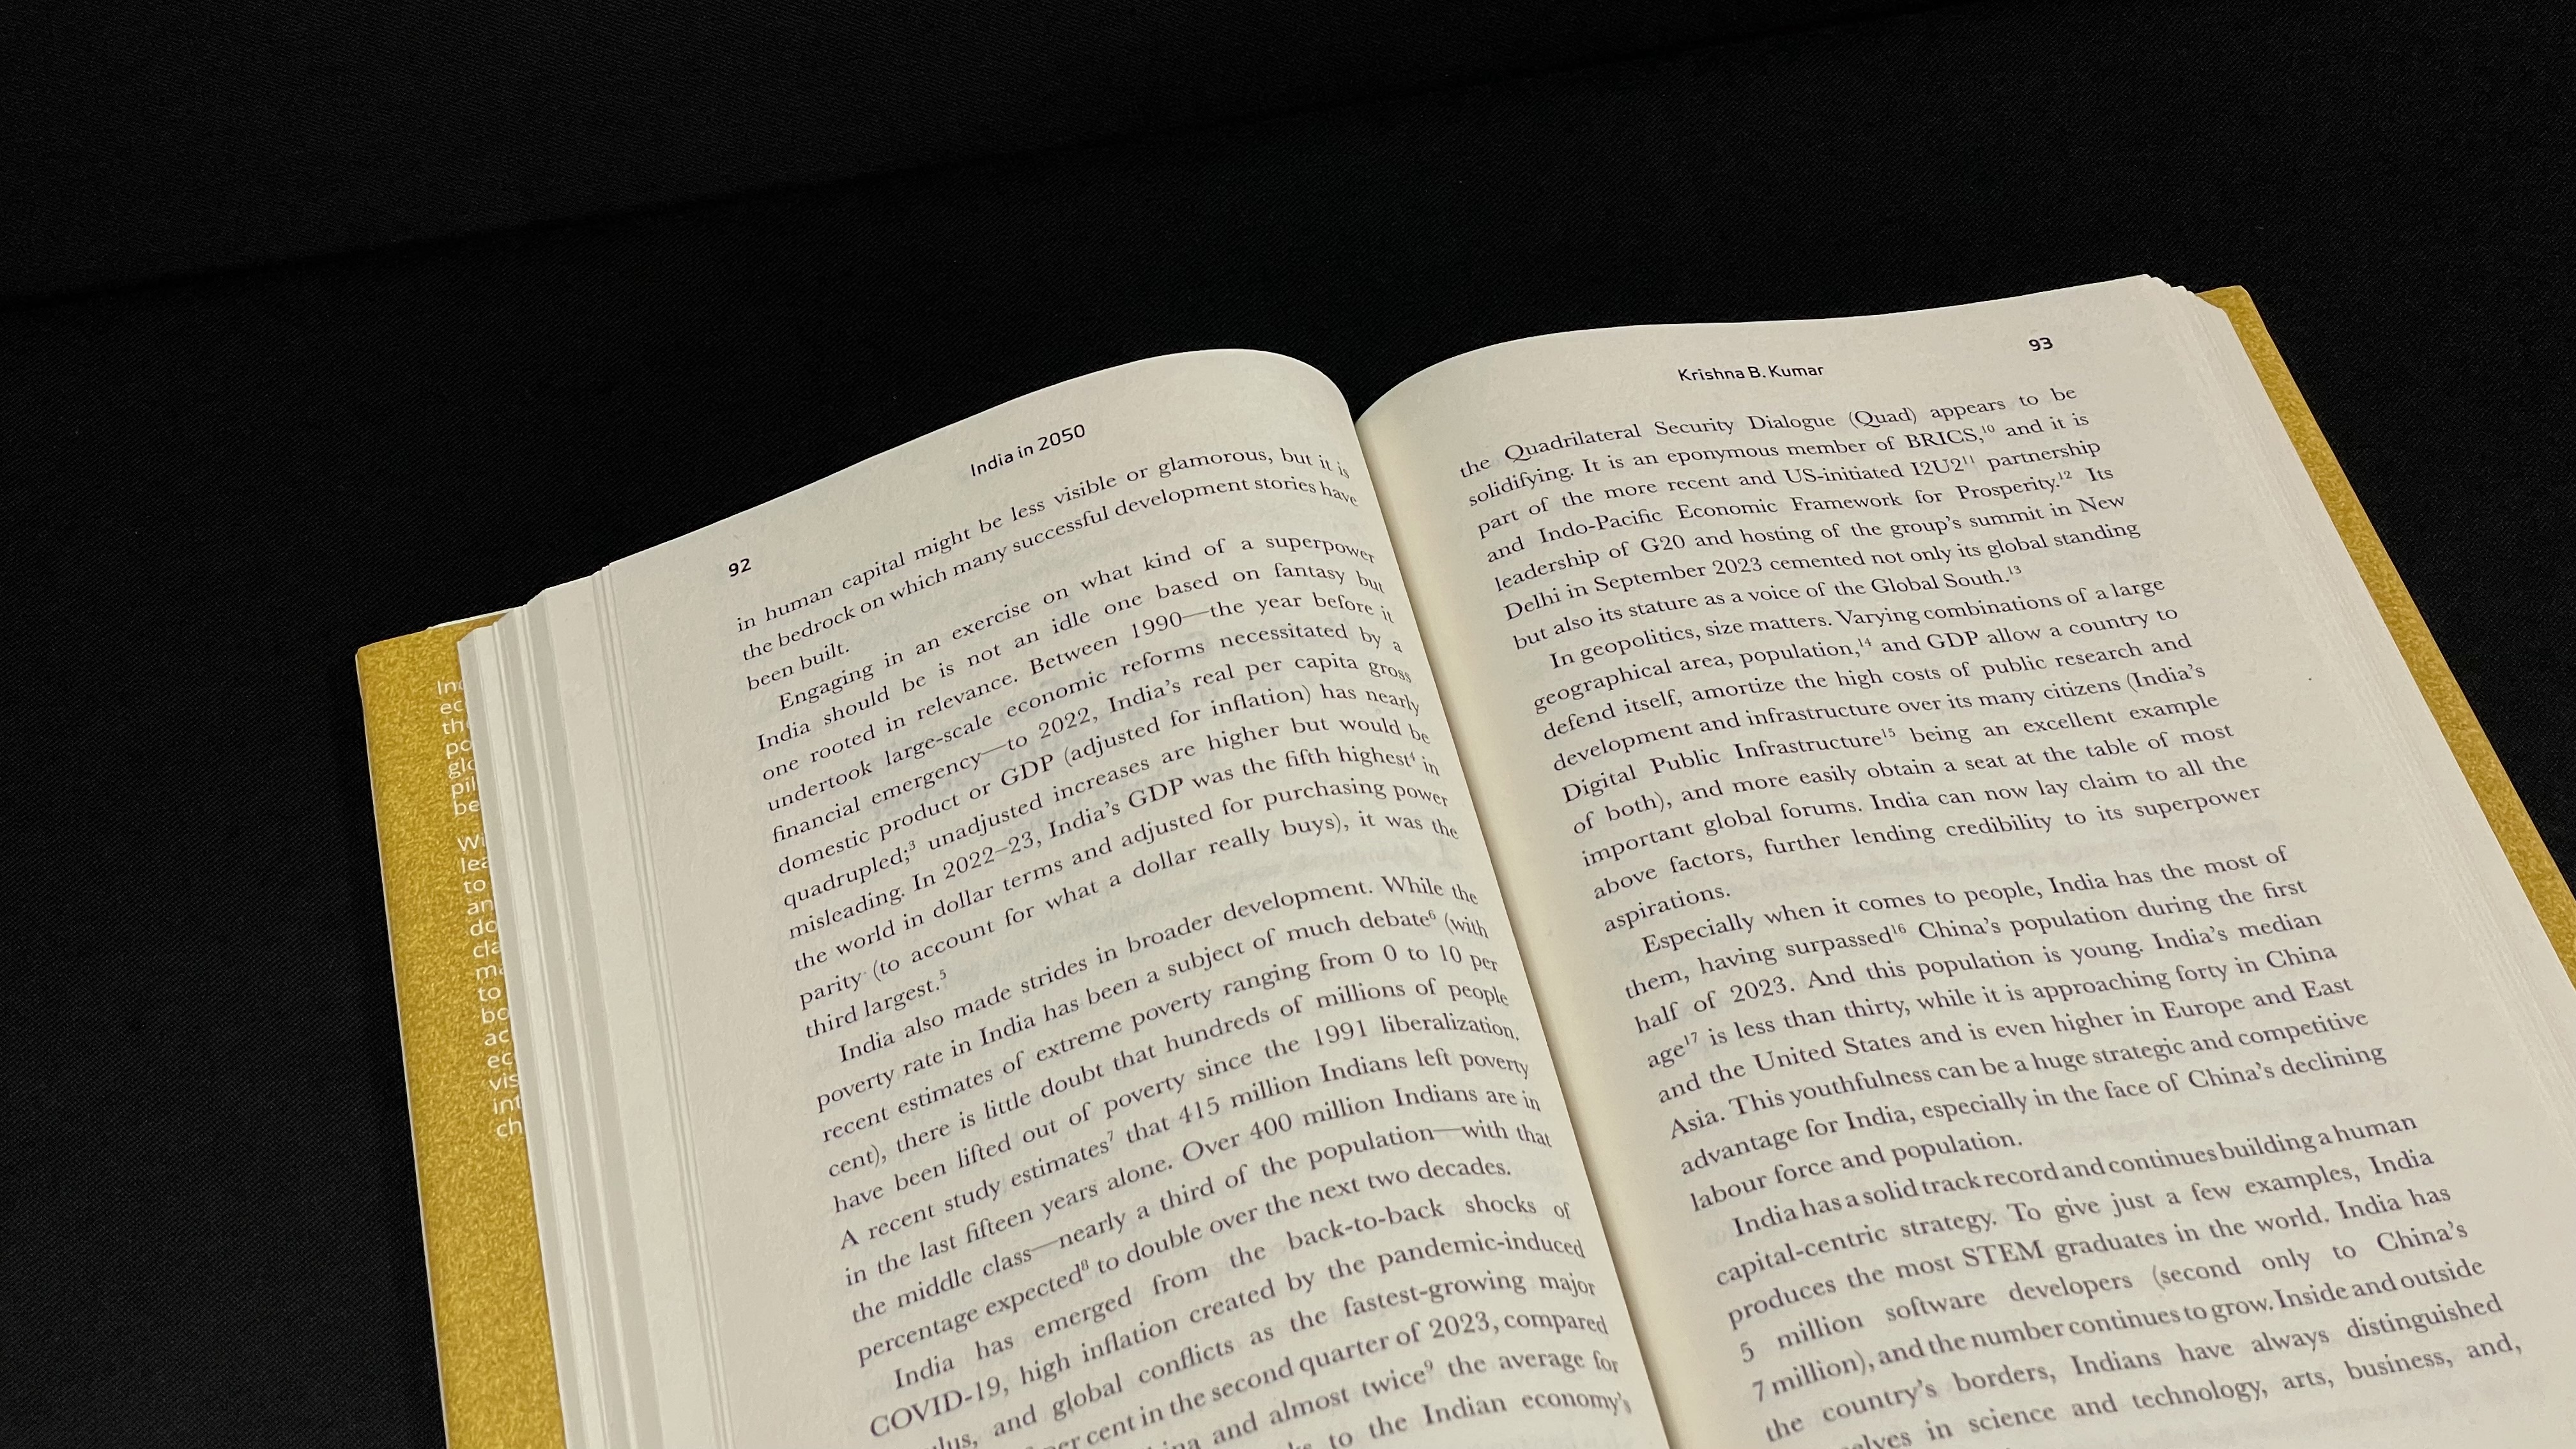 92
India in 2050
in human capital might be less visible or glamorous, but it is
the bedrock on which many successful development stories have
been built.
Engaging in an exercise on what kind of a superpower
India should be is not an idle one based on fantasy but
one rooted in relevance. Between 1990—the year before it
undertook large-scale economic reforms necessitated by a
financial emergency—to 2022, India's real per capita gross
domestic product or GDP (adjusted for inflation) has nearly
quadrupled;³ unadjusted increases are higher but would be
misleading. In 2022–23, India's GDP was the fifth highest⁴ in
the world in dollar terms and adjusted for purchasing power
parity (to account for what a dollar really buys), it was the
third largest.⁵
India also made strides in broader development. While the
poverty rate in India has been a subject of much debate⁶ (with
recent estimates of extreme poverty ranging from 0 to 10 per
cent), there is little doubt that hundreds of millions of people
have been lifted out of poverty since the 1991 liberalization.
A recent study estimates⁷ that 415 million Indians left poverty
in the last fifteen years alone. Over 400 million Indians are in
the middle class—nearly a third of the population—with that
percentage expected⁸ to double over the next two decades.
India has emerged from the back-to-back shocks of
COVID-19, high inflation created by the pandemic-induced
and global conflicts as the fastest-growing major
per cent in the second quarter of 2023, compared
and almost twice⁹ the average for
to the Indian economy's
Krishna B. Kumar
93
the Quadrilateral Security Dialogue (Quad) appears to be
solidifying. It is an eponymous member of BRICS,¹⁰ and it is
part of the more recent and US-initiated I2U2¹¹ partnership
and Indo-Pacific Economic Framework for Prosperity.¹² Its
leadership of G20 and hosting of the group's summit in New
Delhi in September 2023 cemented not only its global standing
but also its stature as a voice of the Global South.¹³
In geopolitics, size matters. Varying combinations of a large
geographical area, population,¹⁴ and GDP allow a country to
defend itself, amortize the high costs of public research and
development and infrastructure over its many citizens (India's
Digital Public Infrastructure¹⁵ being an excellent example
of both), and more easily obtain a seat at the table of most
important global forums. India can now lay claim to all the
above factors, further lending credibility to its superpower
aspirations.
Especially when it comes to people, India has the most of
them, having surpassed¹⁶ China's population during the first
half of 2023. And this population is young. India's median
age¹⁷ is less than thirty, while it is approaching forty in China
and the United States and is even higher in Europe and East
Asia. This youthfulness can be a huge strategic and competitive
advantage for India, especially in the face of China's declining
labour force and population.
India has a solid track record and continues building a human
capital-centric strategy. To give just a few examples, India
produces the most STEM graduates in the world. India has
5 million software developers (second only to China's
7 million), and the number continues to grow. Inside and outside
the country's borders, Indians have always distinguished
in science and technology, arts, business, and,